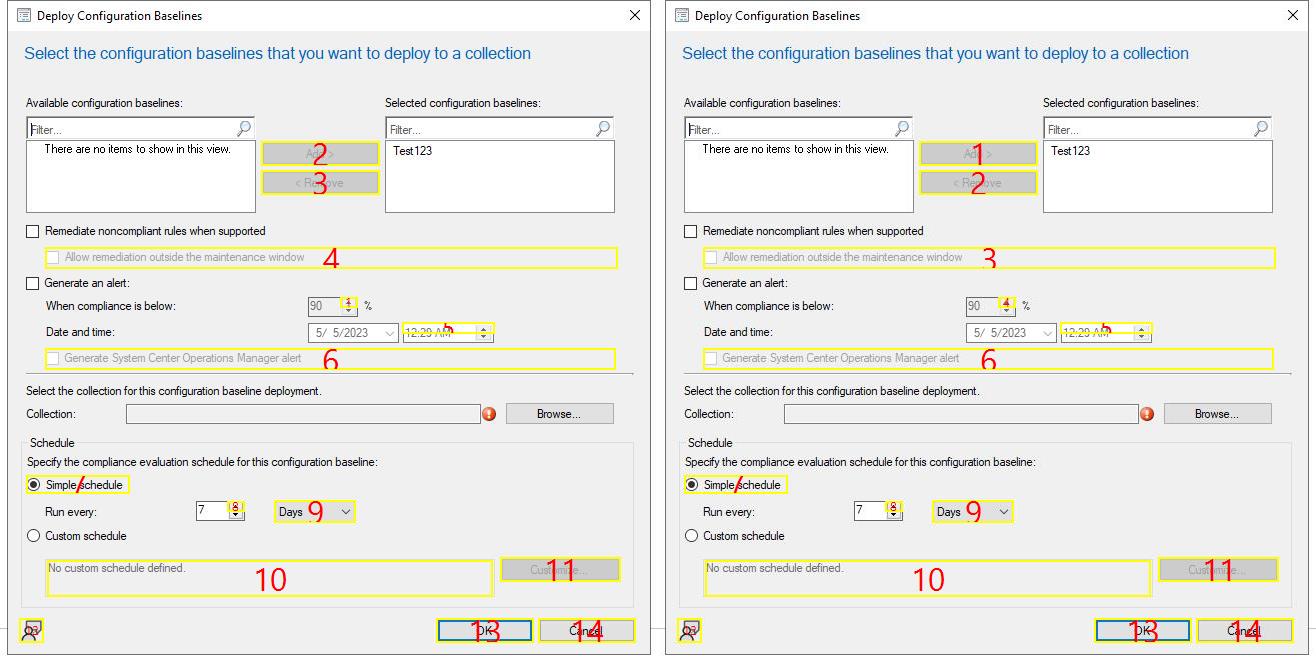 Deploy Configuration Baselines
Select the configuration baselines that you want to deploy to a collection
Available configuration baselines:
Selected configuration baselines:
Filter...
Filter...
There are no items to show in this view.
Add >
2
Test123
< Remove
3
Remediate noncompliant rules when supported
Allow remediation outside the maintenance window
4
Generate an alert:
When compliance is below:
90
1
%
Date and time:
5/ 5/2023
12:29 AM
5
Generate System Center Operations Manager alert
6
Select the collection for this configuration baseline deployment.
Collection:
Browse...
Schedule
Specify the compliance evaluation schedule for this configuration baseline:
Simple schedule
7
Run every:
7
8
Days
9
Custom schedule
No custom schedule defined.
10
Customize...
11
OK
13
Cancel
14
Deploy Configuration Baselines
Select the configuration baselines that you want to deploy to a collection
Available configuration baselines:
Selected configuration baselines:
Filter...
Filter...
There are no items to show in this view.
Add >
1
Test123
< Remove
2
Remediate noncompliant rules when supported
Allow remediation outside the maintenance window
3
Generate an alert:
When compliance is below:
90
4
%
Date and time:
5/ 5/2023
12:29 AM
5
Generate System Center Operations Manager alert
6
Select the collection for this configuration baseline deployment.
Collection:
Browse...
Schedule
Specify the compliance evaluation schedule for this configuration baseline:
Simple schedule
7
Run every:
7
8
Days
9
Custom schedule
No custom schedule defined.
10
Customize...
11
OK
13
Cancel
14